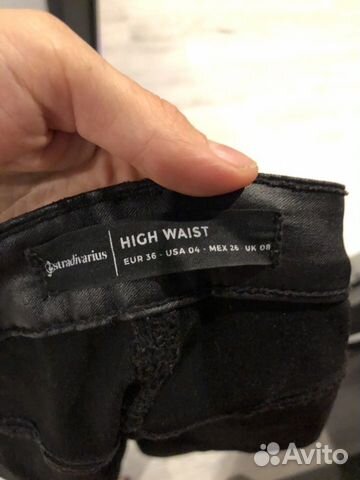 stradivarius
HIGH WAIST
EUR 36 · USA 04 · MEX 26 · UK 08
Avito